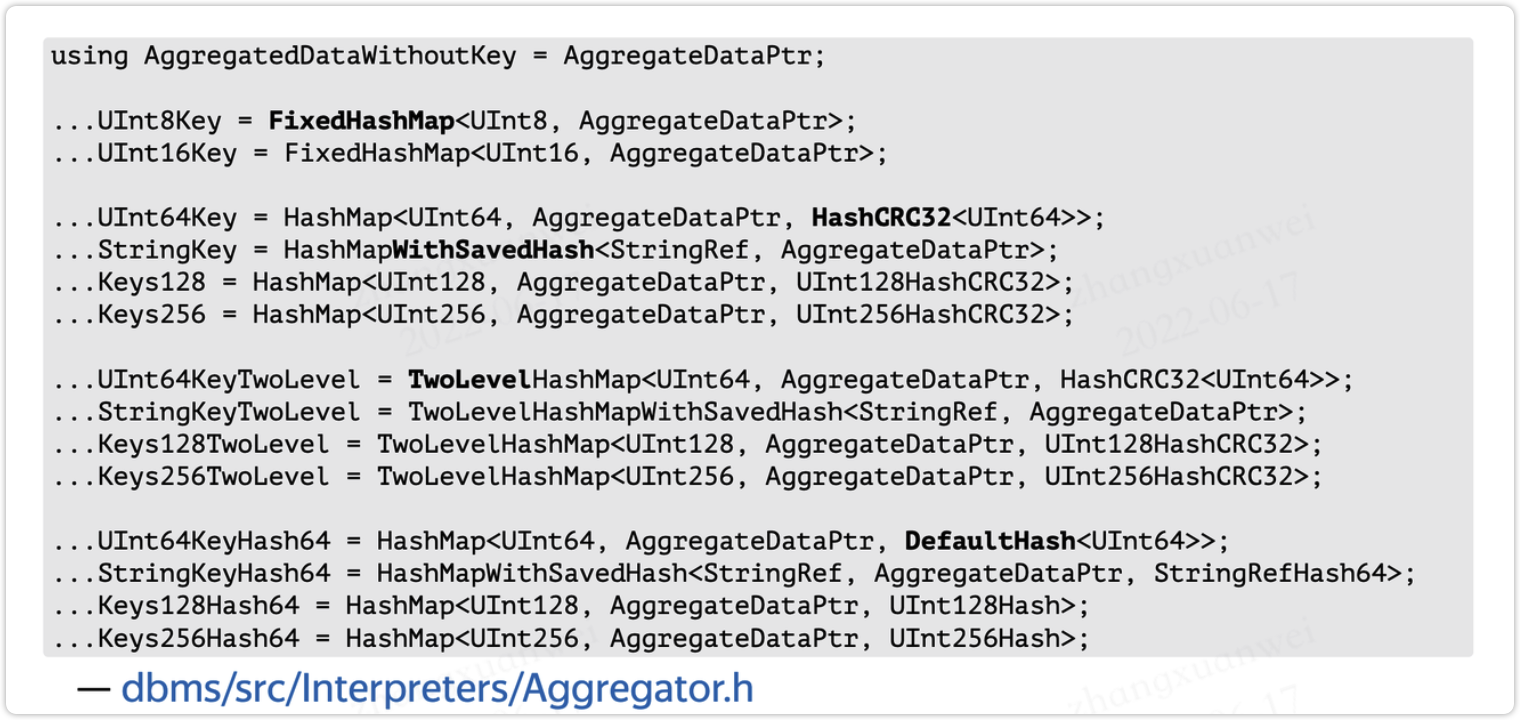 using AggregatedDataWithoutKey = AggregateDataPtr;
...UInt8Key = FixedHashMap<UInt8, AggregateDataPtr>;
...UInt16Key = FixedHashMap<UInt16, AggregateDataPtr>;
...UInt64Key = HashMap<UInt64, AggregateDataPtr, HashCRC32<UInt64>>;
...StringKey = HashMapWithSavedHash<StringRef, AggregateDataPtr>;
...Keys128 = HashMap<UInt128, AggregateDataPtr, UInt128HashCRC32>;
...Keys256 = HashMap<UInt256, AggregateDataPtr, UInt256HashCRC32>;
...UInt64KeyTwoLevel = TwoLevelHashMap<UInt64, AggregateDataPtr, HashCRC32<UInt64>>;
...StringKeyTwoLevel = TwoLevelHashMapWithSavedHash<StringRef, AggregateDataPtr>;
...Keys128TwoLevel = TwoLevelHashMap<UInt128, AggregateDataPtr, UInt128HashCRC32>;
...Keys256TwoLevel = TwoLevelHashMap<UInt256, AggregateDataPtr, UInt256HashCRC32>;
...UInt64KeyHash64 = HashMap<UInt64, AggregateDataPtr, DefaultHash<UInt64>>;
...StringKeyHash64 = HashMapWithSavedHash<StringRef, AggregateDataPtr, StringRefHash64>;
...Keys128Hash64 = HashMap<UInt128, AggregateDataPtr, UInt128Hash>;
...Keys256Hash64 = HashMap<UInt256, AggregateDataPtr, UInt256Hash>;
— dbms/src/Interpreters/Aggregator.h
zhangxuanwei
2022-06-17
zhangxuanwei